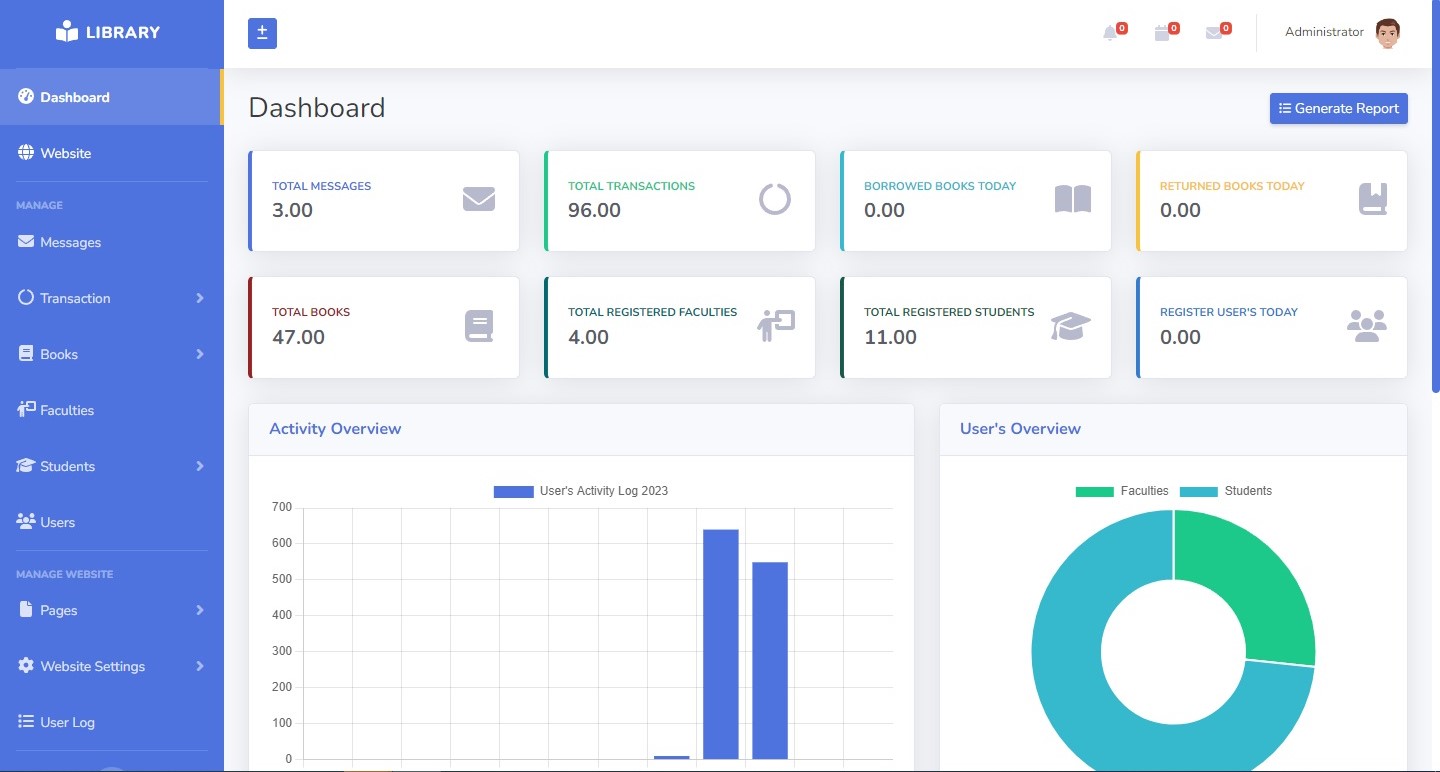 LIBRARY
Dashboard
Website
MANAGE
Messages
Transaction
Books
Faculties
Students
Users
MANAGE WEBSITE
Pages
Website Settings
User Log
0
0
0
Administrator
Dashboard
Generate Report
TOTAL MESSAGES
3.00
TOTAL TRANSACTIONS
96.00
BORROWED BOOKS TODAY
0.00
RETURNED BOOKS TODAY
0.00
TOTAL BOOKS
47.00
TOTAL REGISTERED FACULTIES
4.00
TOTAL REGISTERED STUDENTS
11.00
REGISTER USER'S TODAY
0.00
Activity Overview
User's Activity Log 2023
700
600
500
400
300
200
100
0
User's Overview
Faculties
Students